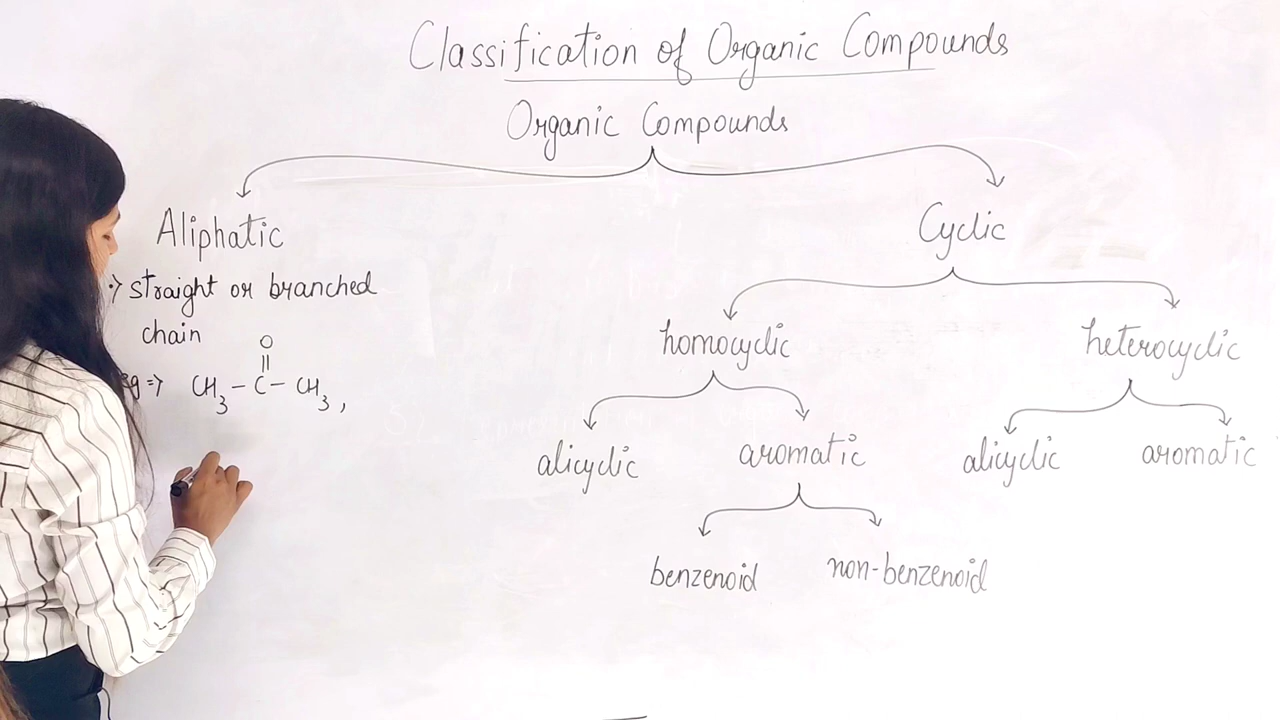 Classification of Organic Compounds
Organic Compounds
Aliphatic
Cyclic
straight or branched
chain
homocyclic
heterocyclic
O
||
CH3 – C – CH3 ,
alicyclic
aromatic
alicyclic
aromatic
benzenoid
non-benzenoid